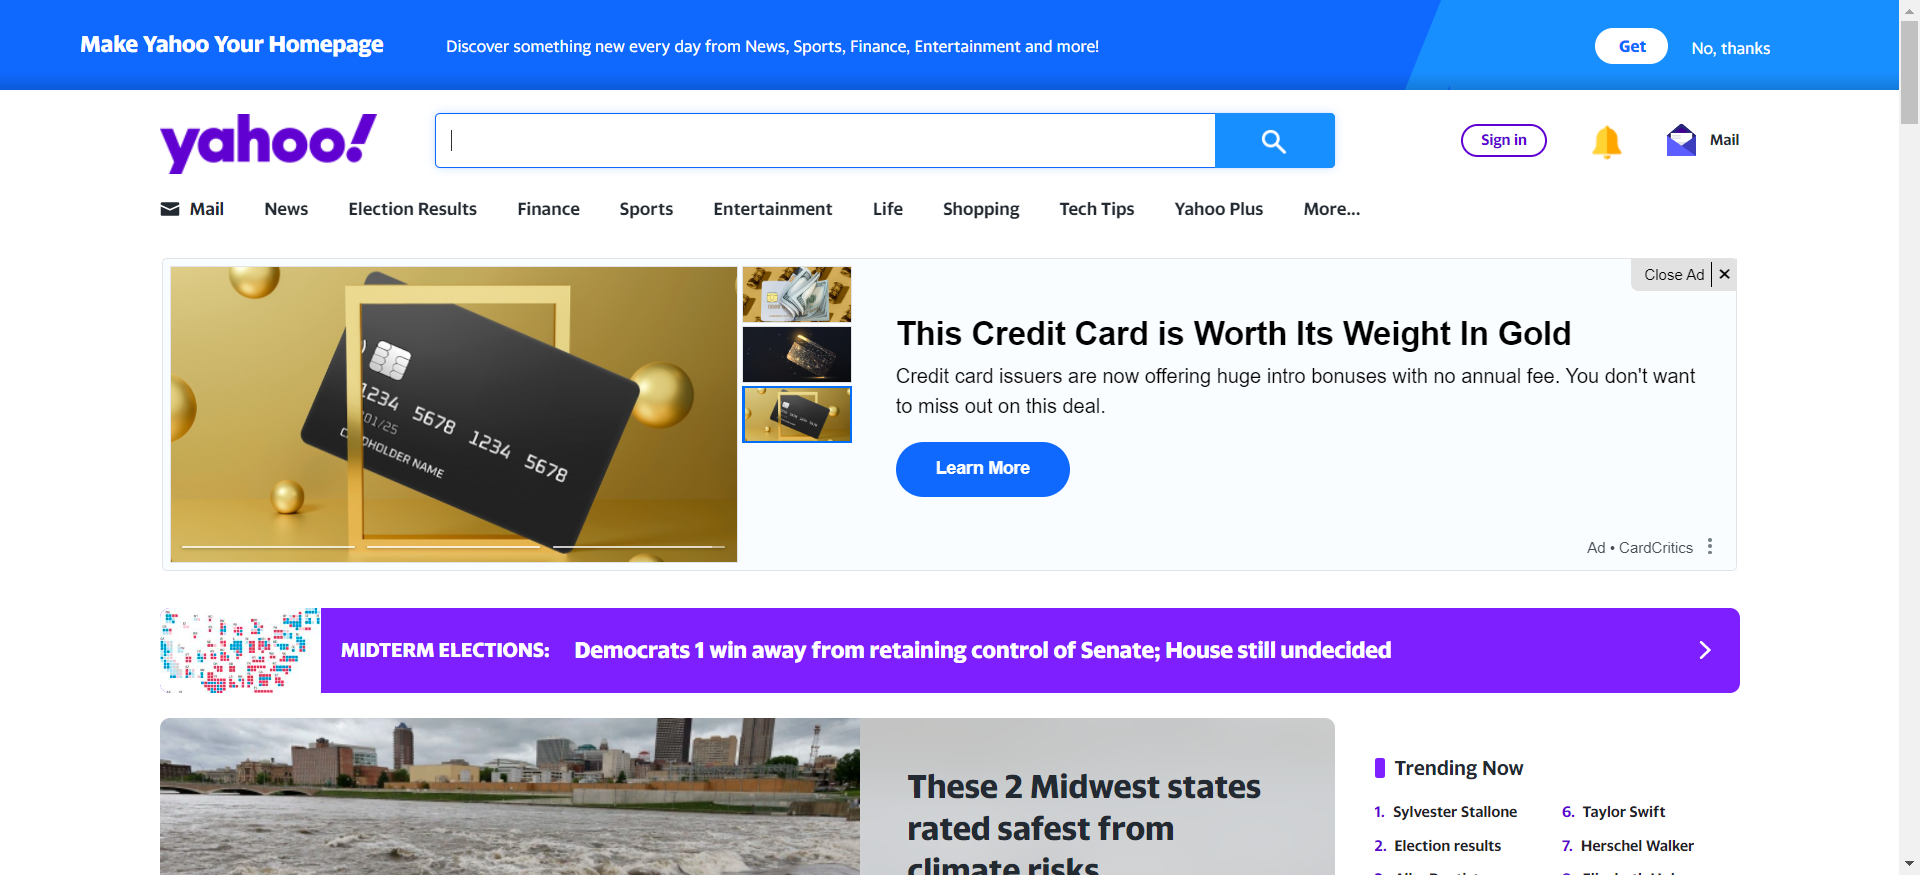 Make Yahoo Your Homepage
Discover something new every day from News, Sports, Finance, Entertainment and more!
Get
No, thanks
yahoo!
Sign in
Mail
Mail
News
Election Results
Finance
Sports
Entertainment
Life
Shopping
Tech Tips
Yahoo Plus
More...
Close Ad
1234 5678 1234 5678
01/25
CARDHOLDER NAME
This Credit Card is Worth Its Weight In Gold
Credit card issuers are now offering huge intro bonuses with no annual fee. You don't want
to miss out on this deal.
Learn More
Ad • CardCritics
MIDTERM ELECTIONS:
Democrats 1 win away from retaining control of Senate; House still undecided
These 2 Midwest states
rated safest from
climate risks
Trending Now
1. Sylvester Stallone
2. Election results
6. Taylor Swift
7. Herschel Walker